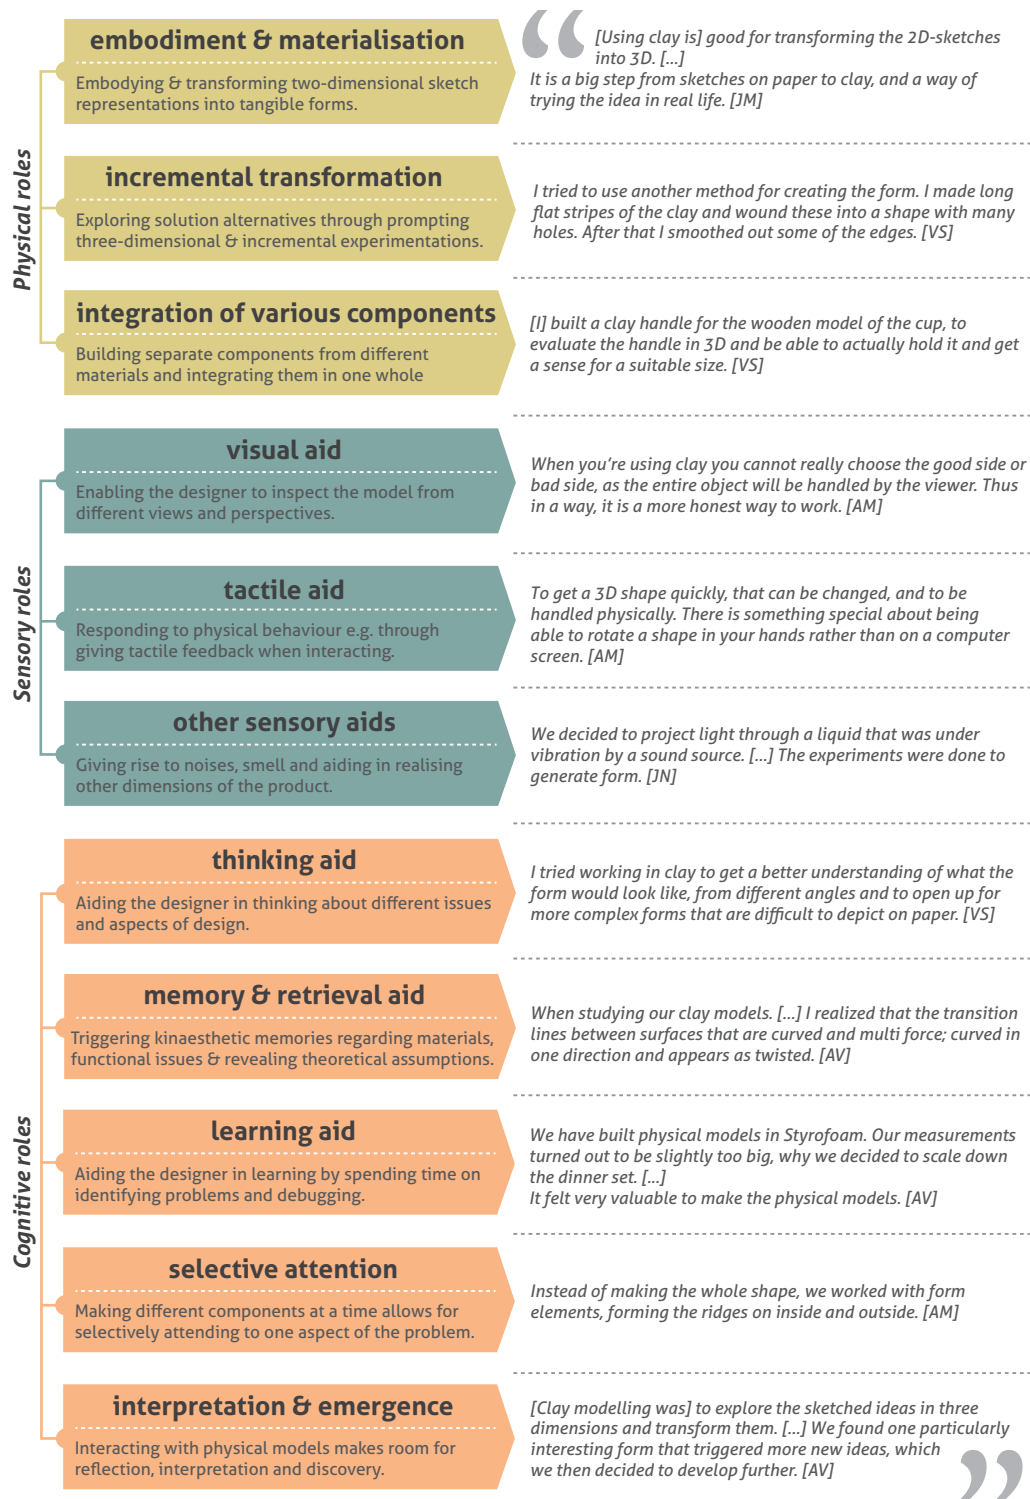 Physical roles
embodiment & materialisation
Embodying & transforming two-dimensional sketch
representations into tangible forms.
“
[Using clay is] good for transforming the 2D-sketches
into 3D. [...]
It is a big step from sketches on paper to clay, and a way of
trying the idea in real life. [JM]
incremental transformation
Exploring solution alternatives through prompting
three-dimensional & incremental experimentations.
I tried to use another method for creating the form. I made long
flat stripes of the clay and wound these into a shape with many
holes. After that I smoothed out some of the edges. [VS]
integration of various components
Building separate components from different
materials and integrating them in one whole
[I] built a clay handle for the wooden model of the cup, to
evaluate the handle in 3D and be able to actually hold it and get
a sense for a suitable size. [VS]
Sensory roles
visual aid
Enabling the designer to inspect the model from
different views and perspectives.
When you're using clay you cannot really choose the good side or
bad side, as the entire object will be handled by the viewer. Thus
in a way, it is a more honest way to work. [AM]
tactile aid
Responding to physical behaviour e.g. through
giving tactile feedback when interacting.
To get a 3D shape quickly, that can be changed, and to be
handled physically. There is something special about being
able to rotate a shape in your hands rather than on a computer
screen. [AM]
other sensory aids
Giving rise to noises, smell and aiding in realising
other dimensions of the product.
We decided to project light through a liquid that was under
vibration by a sound source. [...] The experiments were done to
generate form. [JN]
Cognitive roles
thinking aid
Aiding the designer in thinking about different issues
and aspects of design.
I tried working in clay to get a better understanding of what the
form would look like, from different angles and to open up for
more complex forms that are difficult to depict on paper. [VS]
memory & retrieval aid
Triggering kinaesthetic memories regarding materials,
functional issues & revealing theoretical assumptions.
When studying our clay models. [...] I realized that the transition
lines between surfaces that are curved and multi force; curved in
one direction and appears as twisted. [AV]
learning aid
Aiding the designer in learning by spending time on
identifying problems and debugging.
We have built physical models in Styrofoam. Our measurements
turned out to be slightly too big, why we decided to scale down
the dinner set. [...]
It felt very valuable to make the physical models. [AV]
selective attention
Making different components at a time allows for
selectively attending to one aspect of the problem.
Instead of making the whole shape, we worked with form
elements, forming the ridges on inside and outside. [AM]
interpretation & emergence
Interacting with physical models makes room for
reflection, interpretation and discovery.
[Clay modelling was] to explore the sketched ideas in three
dimensions and transform them. [...] We found one particularly
interesting form that triggered more new ideas, which
we then decided to develop further. [AV]
”